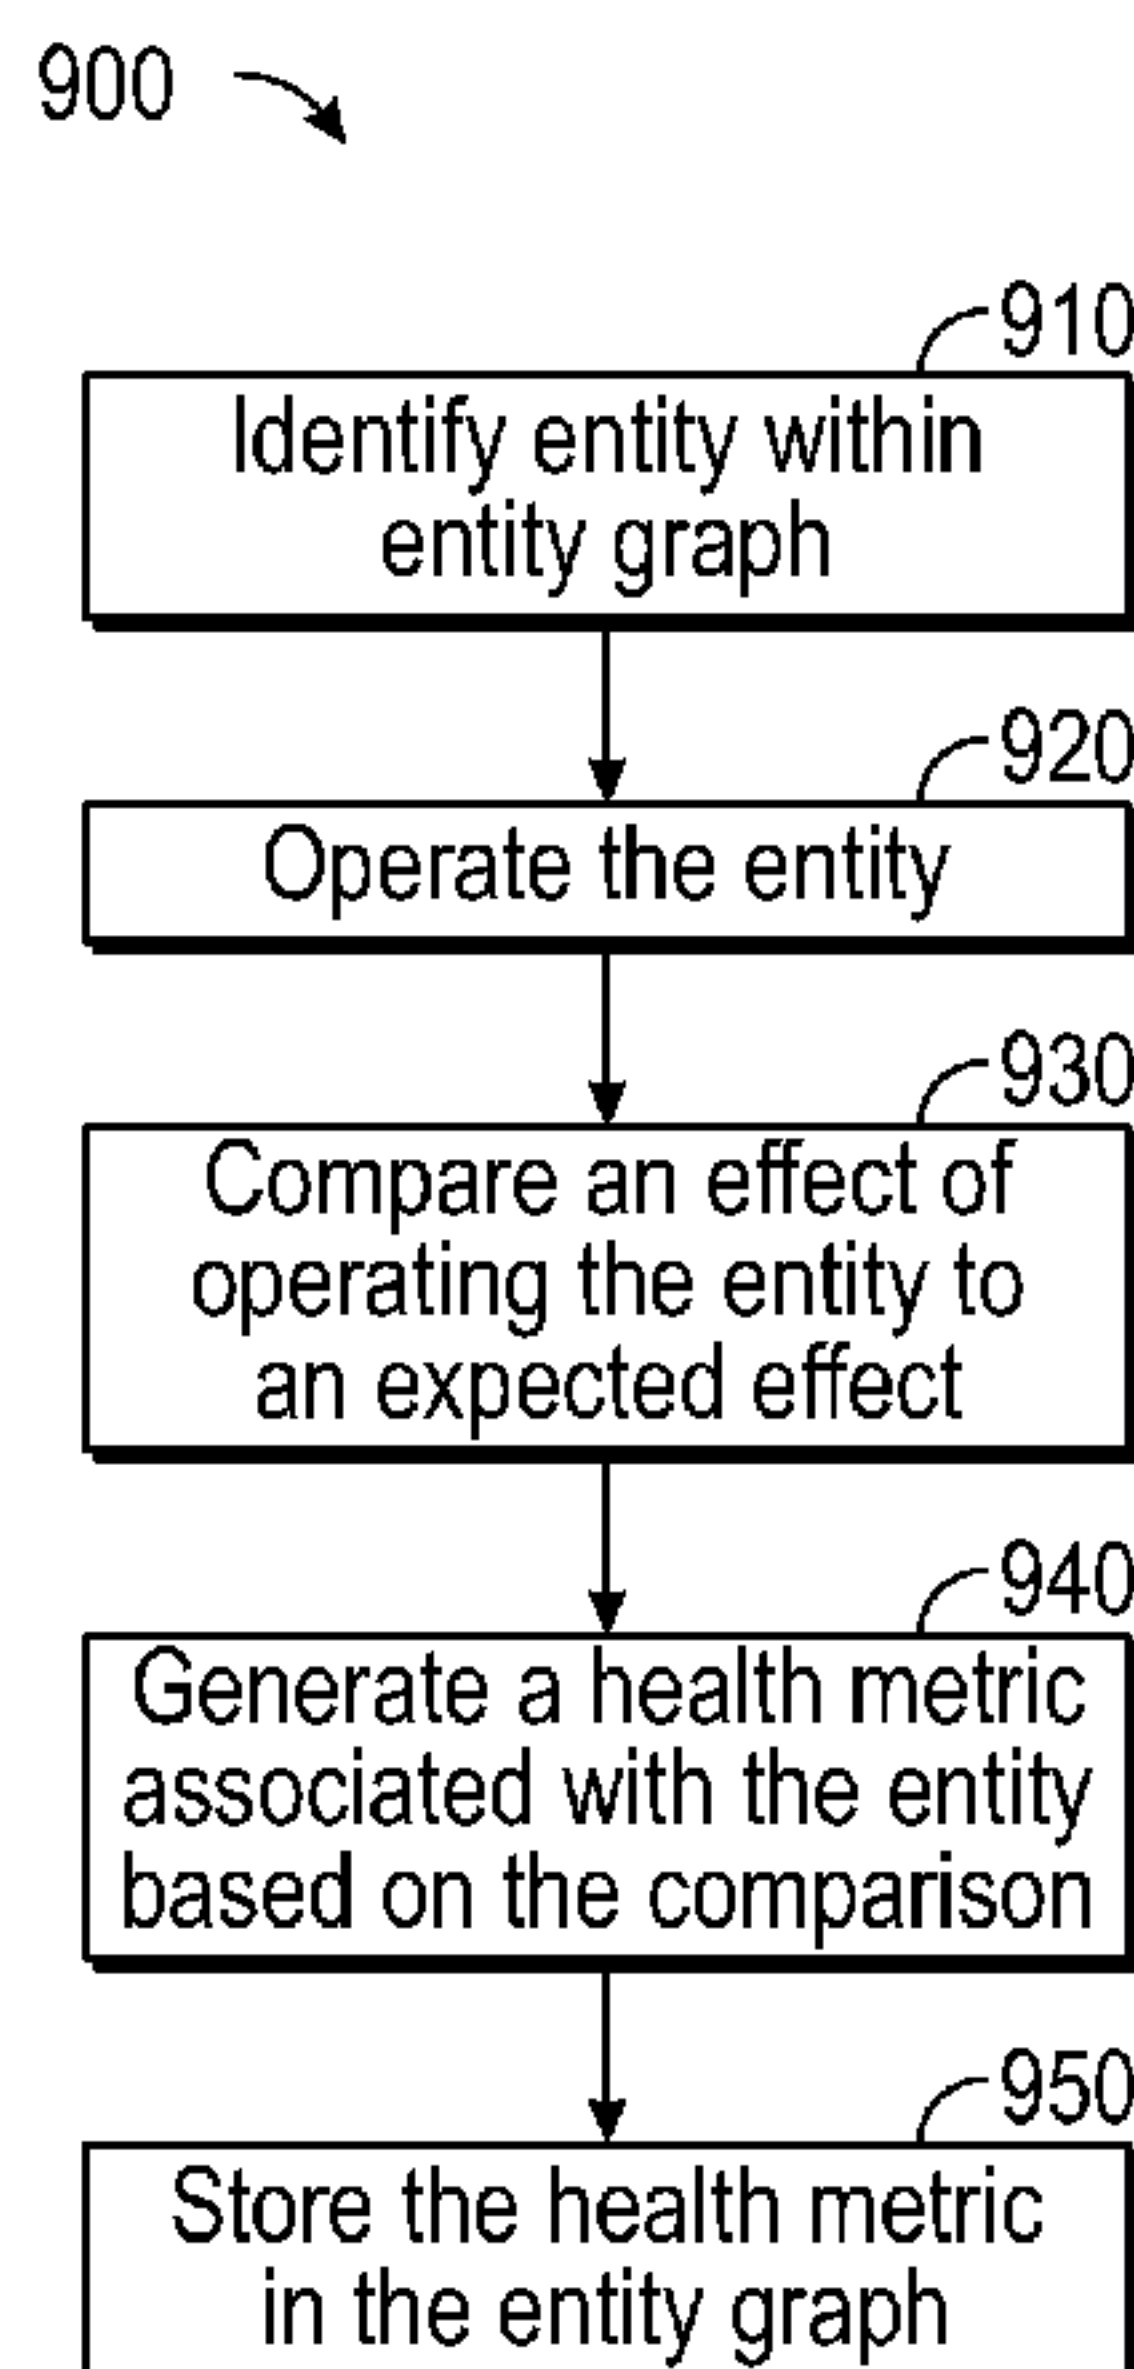 900
910
Identify entity within
entity graph
920
Operate the entity
930
Compare an effect of
operating the entity to
an expected effect
940
Generate a health metric
associated with the entity
based on the comparison
950
Store the health metric
in the entity graph